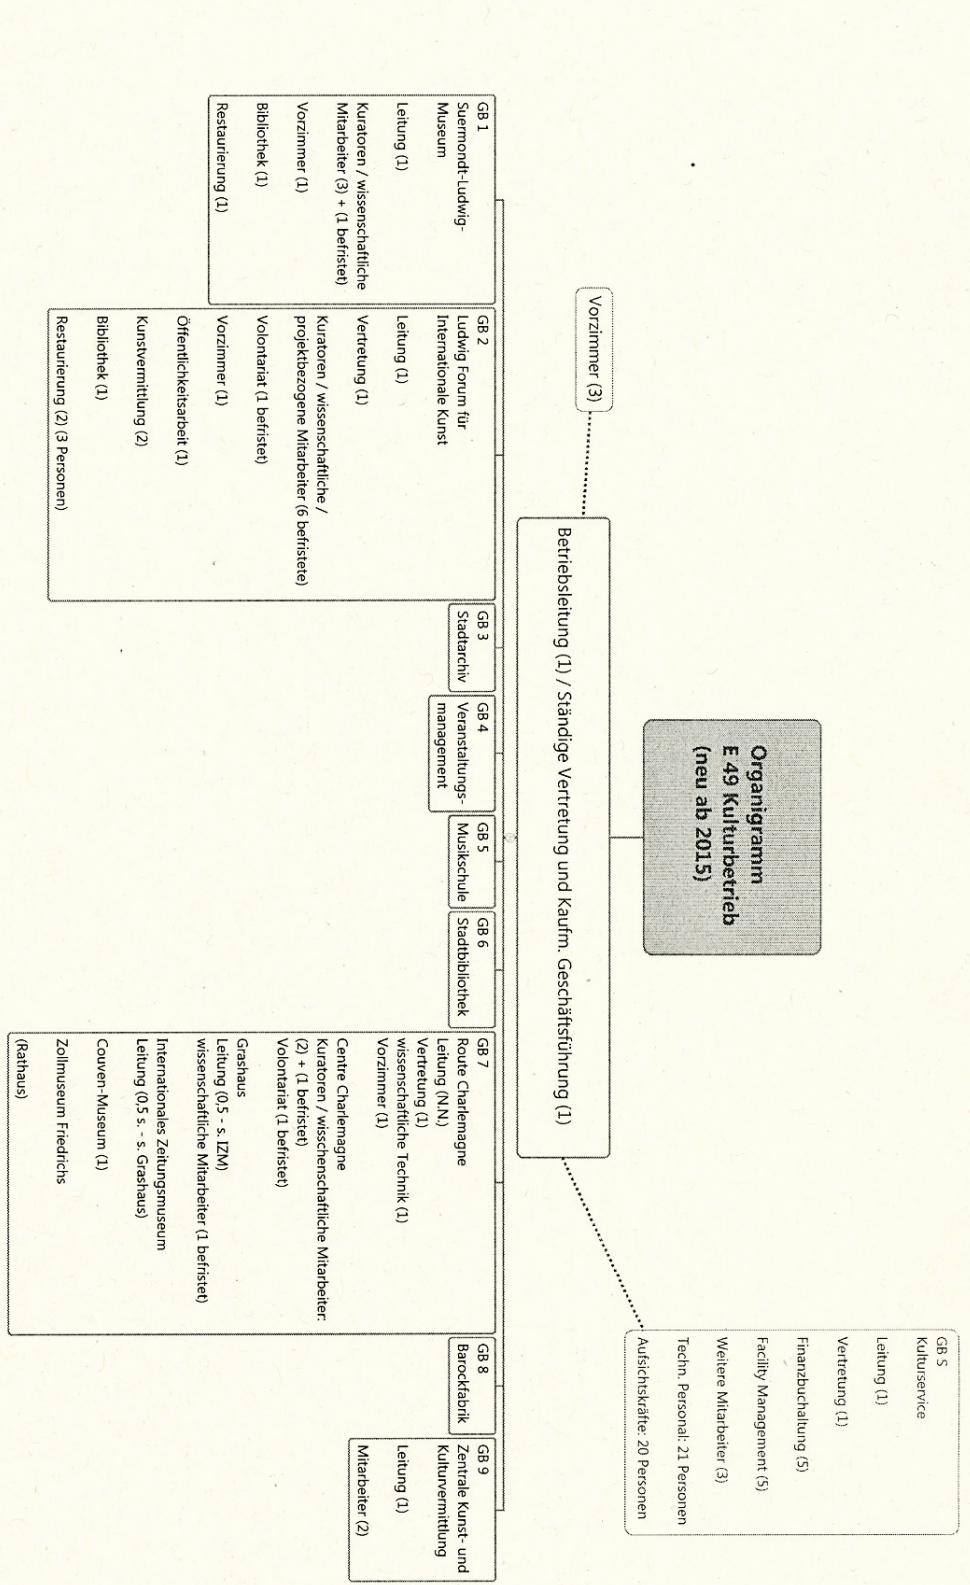 Organigramm
E 49 Kulturbetrieb
(neu ab 2015)
Vorzimmer (3)
Betriebsleitung (1) / Ständige Vertretung und Kaufm. Geschäftsführung (1)
GB S
Kulturservice
Leitung (1)
Vertretung (1)
Finanzbuchaltung (5)
Facility Management (5)
Weitere Mitarbeiter (3)
Techn. Personal: 21 Personen
Aufsichtskräfte: 20 Personen
GB 1
Suermondt-Ludwig-
Museum
Leitung (1)
Kuratoren / wissenschaftliche
Mitarbeiter (3) + (1 befristet)
Vorzimmer (1)
Bibliothek (1)
Restaurierung (1)
GB 2
Ludwig Forum für
Internationale Kunst
Leitung (1)
Vertretung (1)
Kuratoren / wissenschaftliche /
projektbezogene Mitarbeiter (6 befristete)
Volontariat (1 befristet)
Vorzimmer (1)
Öffentlichkeitsarbeit (1)
Kunstvermittlung (2)
Bibliothek (1)
Restaurierung (2) (3 Personen)
GB 3
Stadtarchiv
GB 4
Veranstaltungs-
management
GB 5
Musikschule
GB 6
Stadtbibliothek
GB 7
Route Charlemagne
Leitung (N.N.)
Vertretung (1)
wissenschaftliche Technik (1)
Vorzimmer (1)
Centre Charlemagne
Kuratoren / wisschenschaftliche Mitarbeiter:
(2) + (1 befristet)
Volontariat (1 befristet)
Grashaus
Leitung (0,5 - s. IZM)
wissenschaftliche Mitarbeiter (1 befristet)
Internationales Zeitungsmuseum
Leitung (0,5 s. - s. Grashaus)
Couven-Museum (1)
Zollmuseum Friedrichs
(Rathaus)
GB 8
Barockfabrik
GB 9
Zentrale Kunst- und
Kulturvermittlung
Leitung (1)
Mitarbeiter (2)